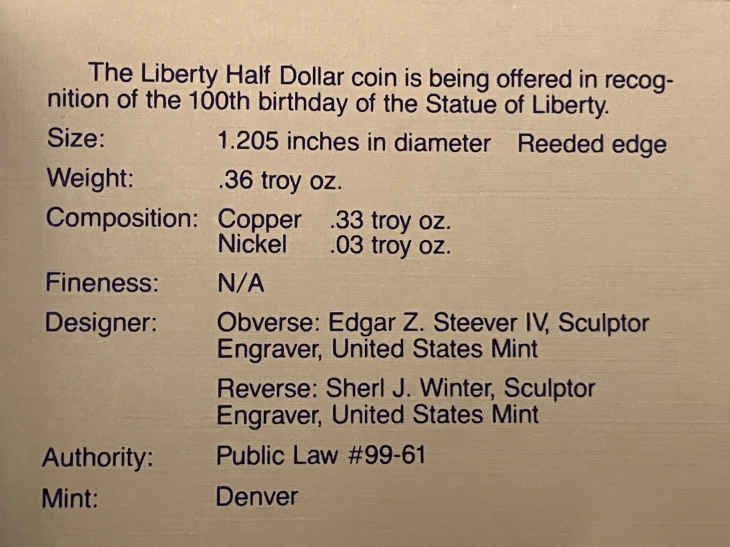 The Liberty Half Dollar coin is being offered in recog-
nition of the 100th birthday of the Statue of Liberty.
Size: 1.205 inches in diameter Reeded edge
Weight: .36 troy oz.
Composition: Copper .33 troy oz.
Nickel .03 troy oz.
Fineness: N/A
Designer: Obverse: Edgar Z. Steever IV, Sculptor
Engraver, United States Mint
Reverse: Sherl J. Winter, Sculptor
Engraver, United States Mint
Authority: Public Law #99-61
Mint: Denver